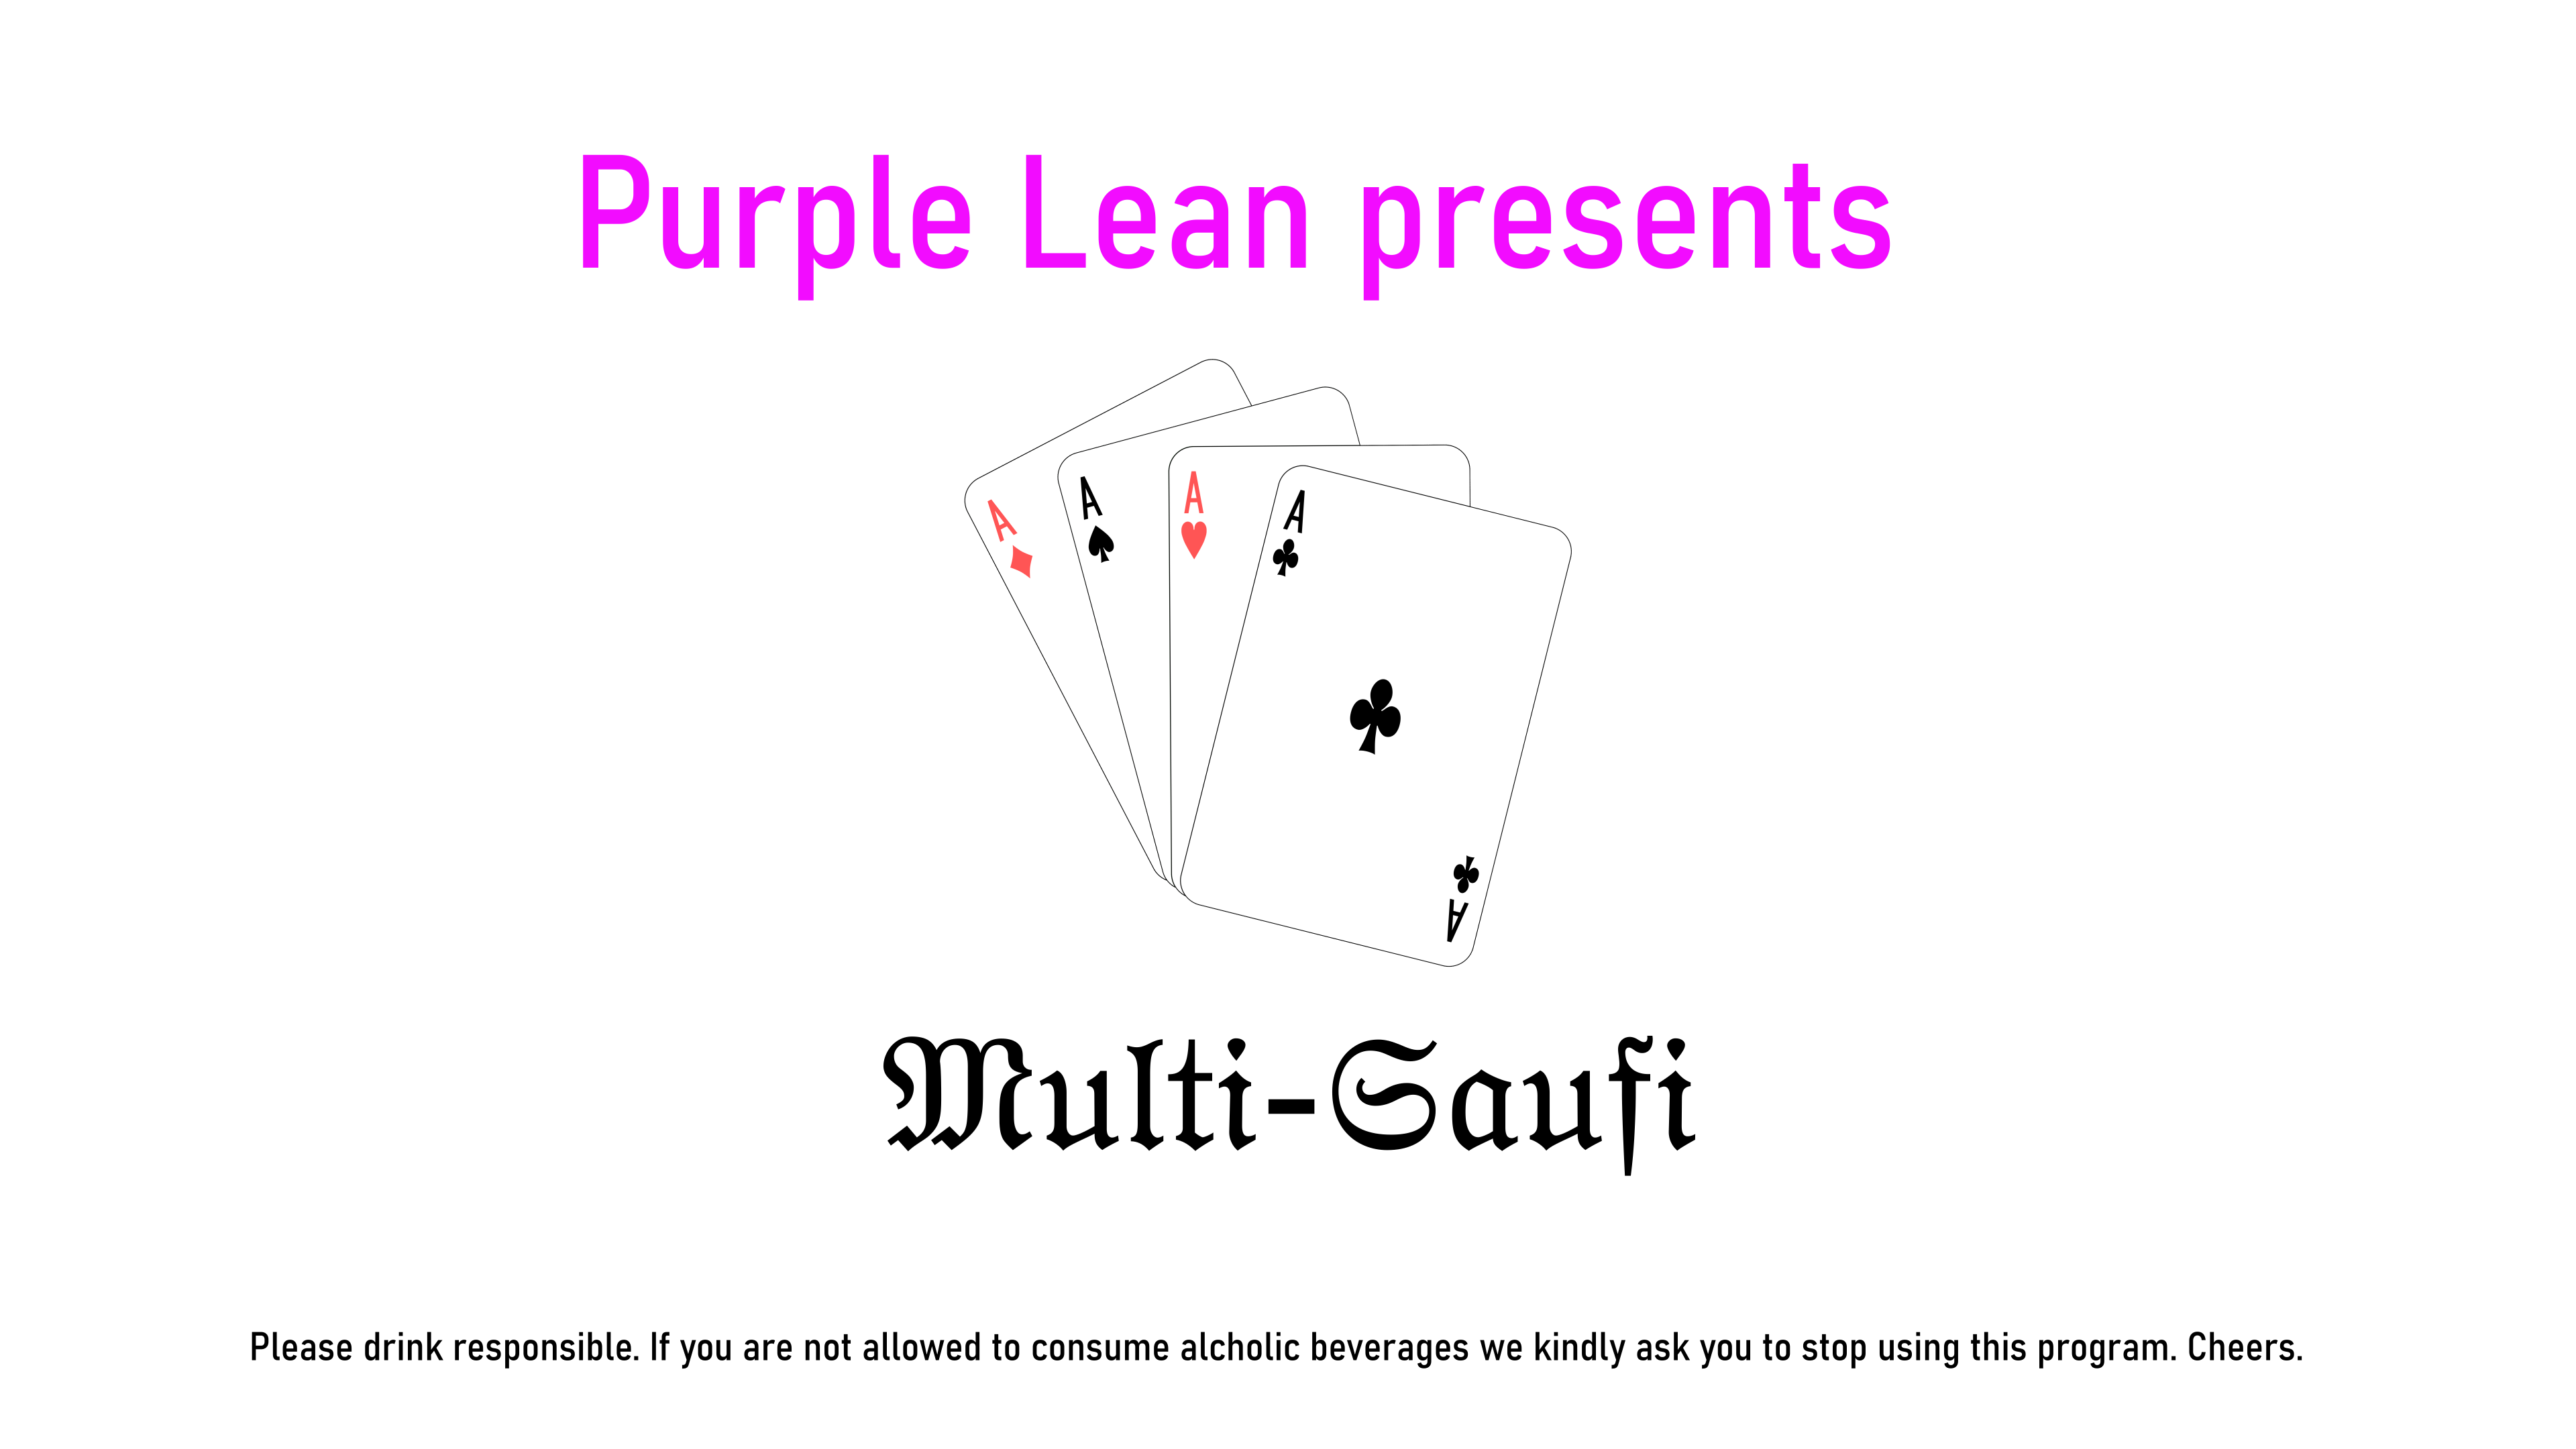 Purple Lean presents
A
A
A
A
A
Multi-Saufi
Please drink responsible. If you are not allowed to consume alcholic beverages we kindly ask you to stop using this program. Cheers.